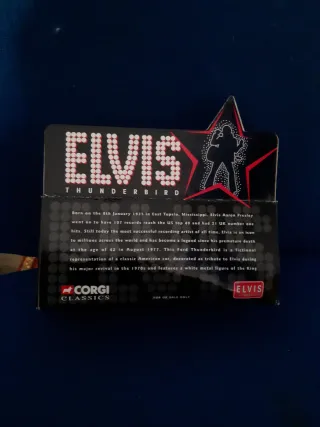 ELVIS
THUNDERBIRD
Born on the 8th January 1935 in East Tupelo, Mississippi, Elvis Aaron Presley
went on to have 105 records reach the US Top 40 and had 21 UK number one
hits. Still today the most successful recording artist of all time, Elvis is an icon
to millions across the world and has become a legend since his premature death
at the age of 42 in August 1977. This Ford Thunderbird is a fictional
representation of a classic American car, decorated as tribute to Elvis during
his major revival in the 1970s and features a white metal figure of the King
CORGI
CLASSICS
FOR RE-SALE ONLY
ELVIS